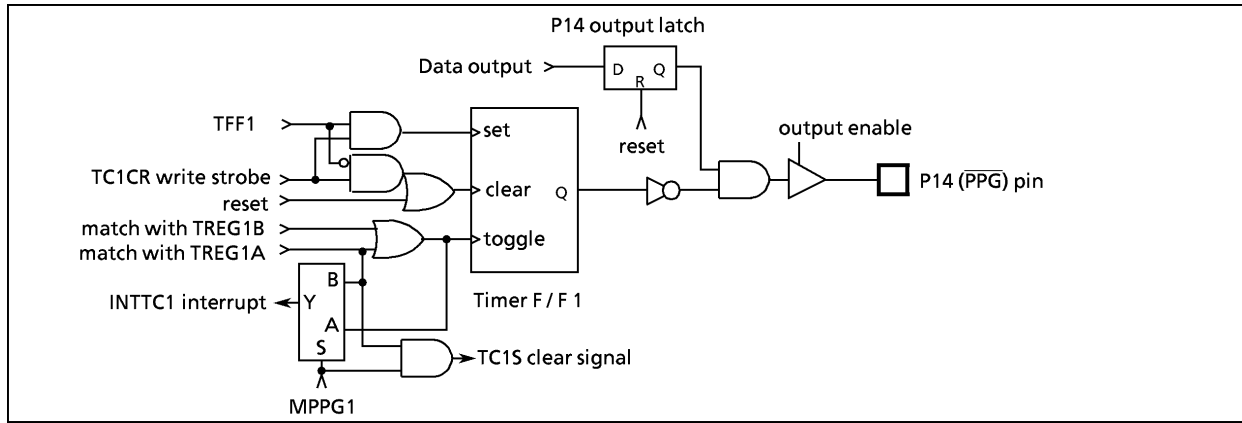 P14 output latch
Data output
D Q
R
TFF1
set
reset
output enable
TC1CR write strobe
clear
Q
P14 (P̅P̅G̅) pin
reset
match with TREG1B
toggle
match with TREG1A
B
INTTC1 interrupt
Y
Timer F / F 1
A
S
TC1S clear signal
MPPG1